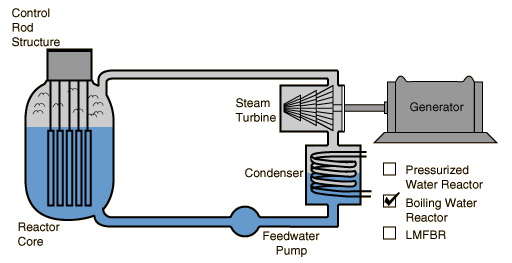 Control
Rod
Structure
Steam
Turbine
Generator
Condenser
Pressurized
Water Reactor
Boiling Water
Reactor
LMFBR
Reactor
Core
Feedwater
Pump